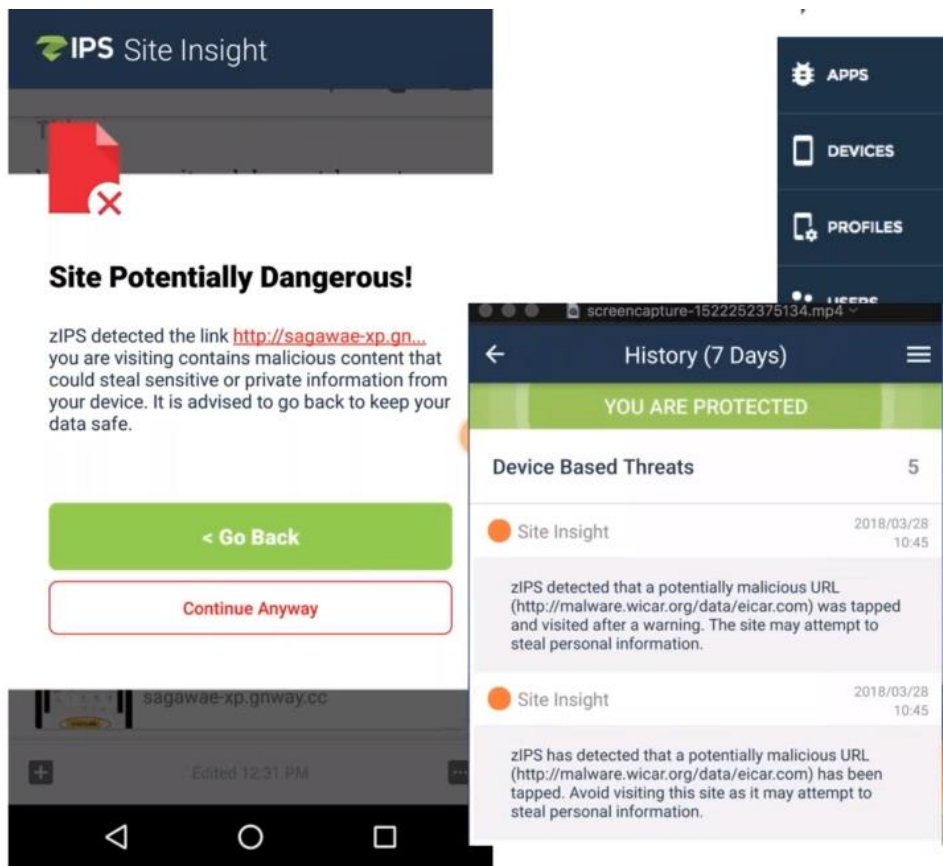 zIPS Site Insight
Site Potentially Dangerous!
zIPS detected the link http://sagawae-xp.gn...
you are visiting contains malicious content that
could steal sensitive or private information from
your device. It is advised to go back to keep your
data safe.
< Go Back
Continue Anyway
sagawae-xp.gnway.cc
Edited 12:31 PM
APPS
DEVICES
PROFILES
USERS
screencapture-1522252375134.mp4
History (7 Days)
YOU ARE PROTECTED
Device Based Threats 5
Site Insight 2018/03/28
10:45
zIPS detected that a potentially malicious URL
(http://malware.wicar.org/data/eicar.com) was tapped
and visited after a warning. The site may attempt to
steal personal information.
Site Insight 2018/03/28
10:45
zIPS has detected that a potentially malicious URL
(http://malware.wicar.org/data/eicar.com) has been
tapped. Avoid visiting this site as it may attempt to
steal personal information.